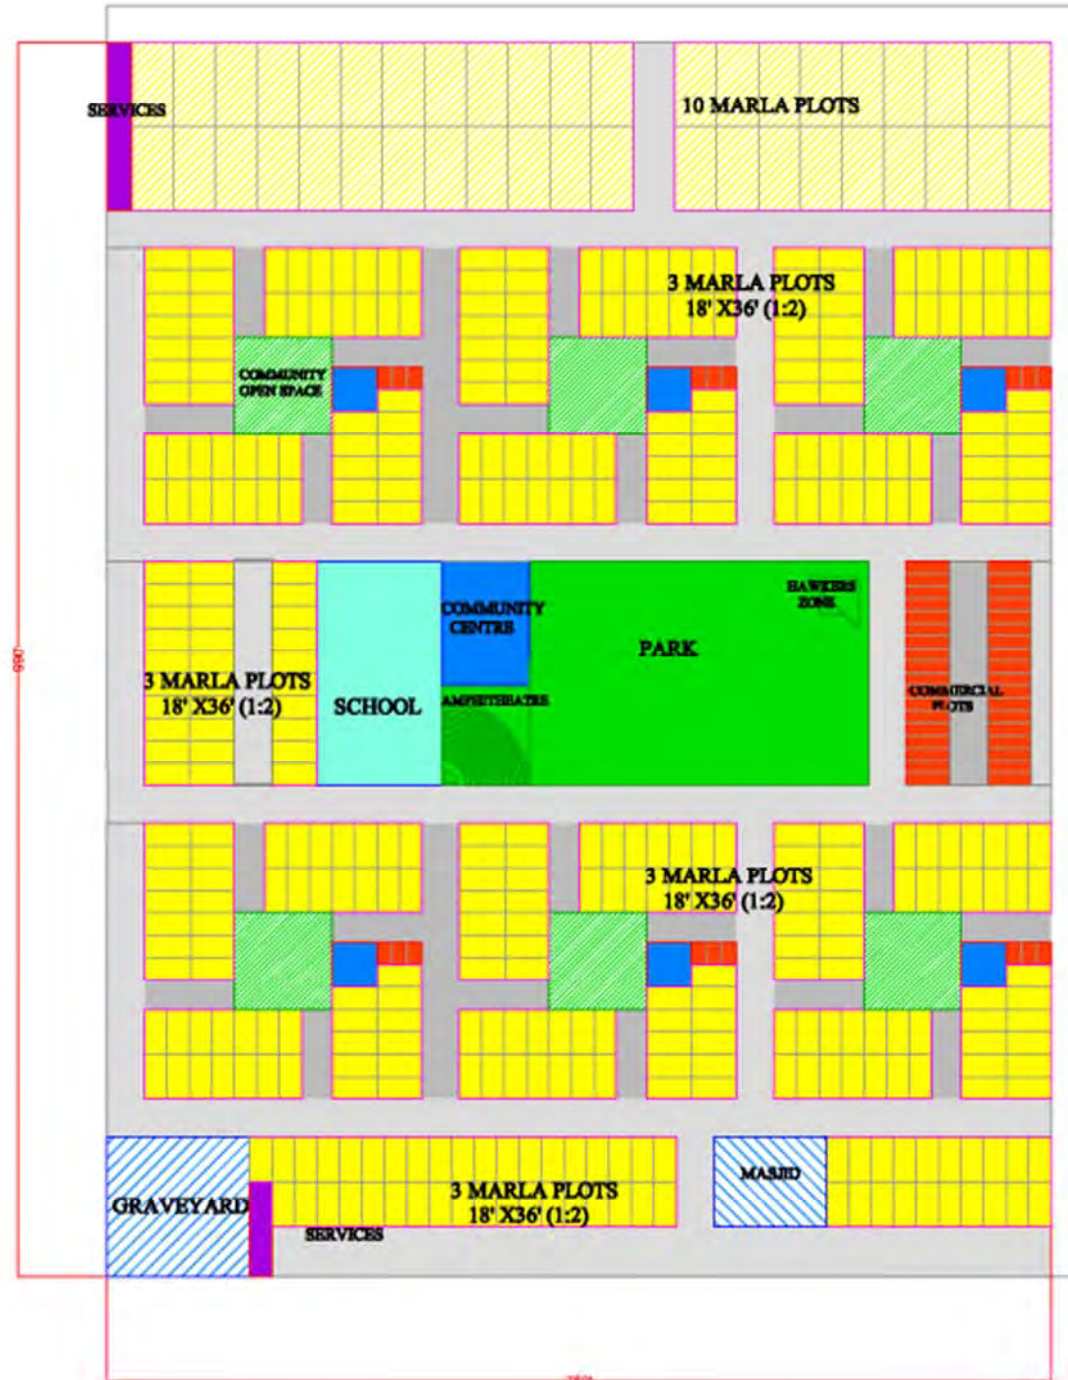 SERVICES
10 MARLA PLOTS
3 MARLA PLOTS
18' X36' (1:2)
COMMUNITY
OPEN SPACE
HAWKERS
ZONE
COMMUNITY
CENTRE
PARK
3 MARLA PLOTS
18' X36' (1:2)
SCHOOL
AMPHITHEATRE
COMMERCIAL
PLOTS
990'
3 MARLA PLOTS
18' X36' (1:2)
MASJID
GRAVEYARD
3 MARLA PLOTS
18' X36' (1:2)
SERVICES